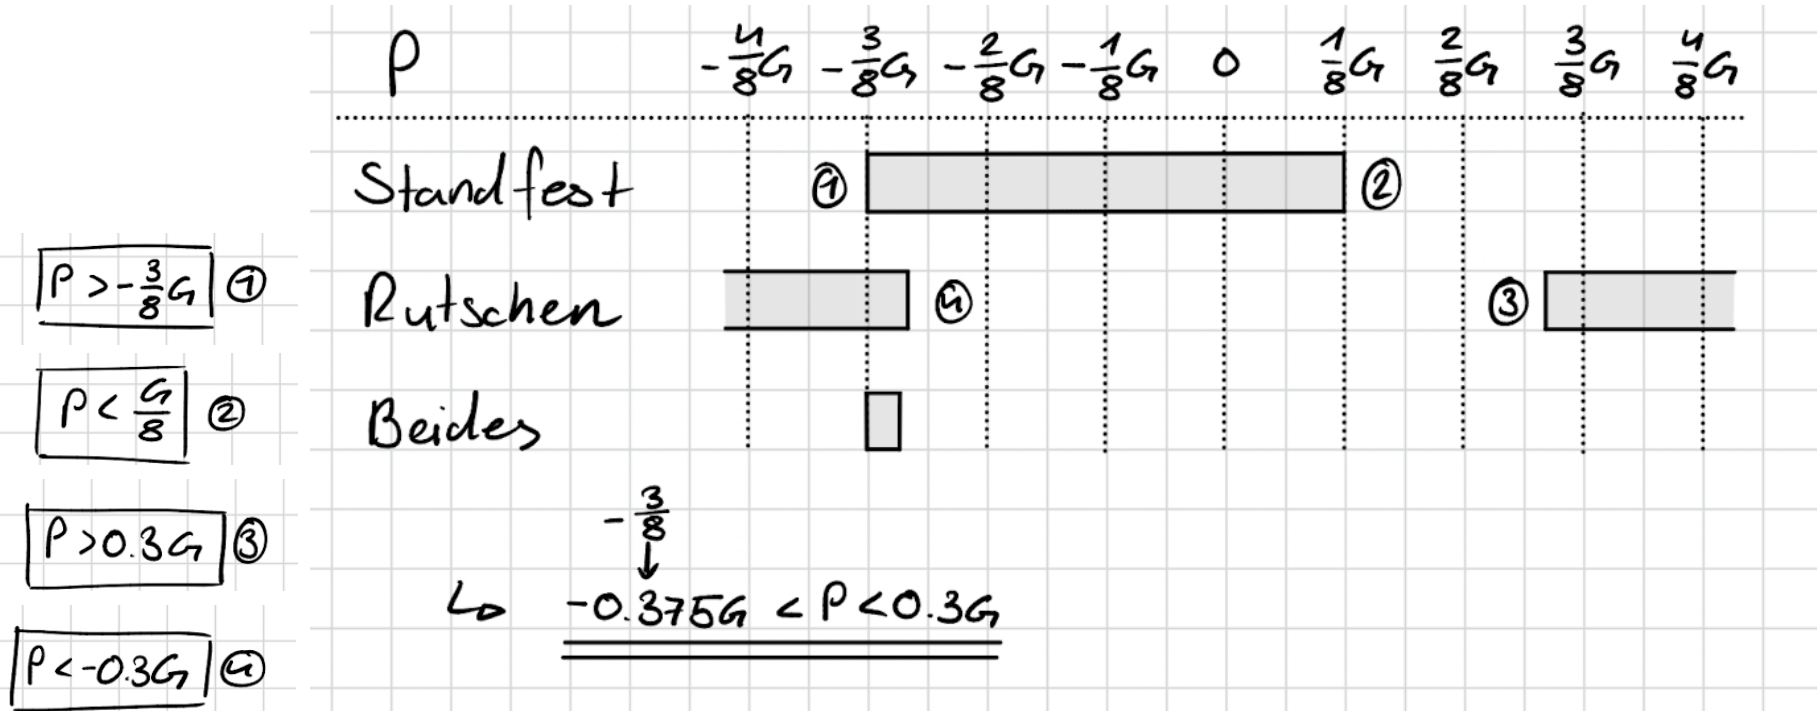 P -4/8G -3/8G -2/8G -1/8G 0 1/8G 2/8G 3/8G 4/8G
Standfest ① ②
P > -3/8G ①
Rutschen ④ ③
P < G/8 ②
Beides
P > 0.3G ③
-3/8
↓
↳ -0.375G < P < 0.3G
P < -0.3G ④